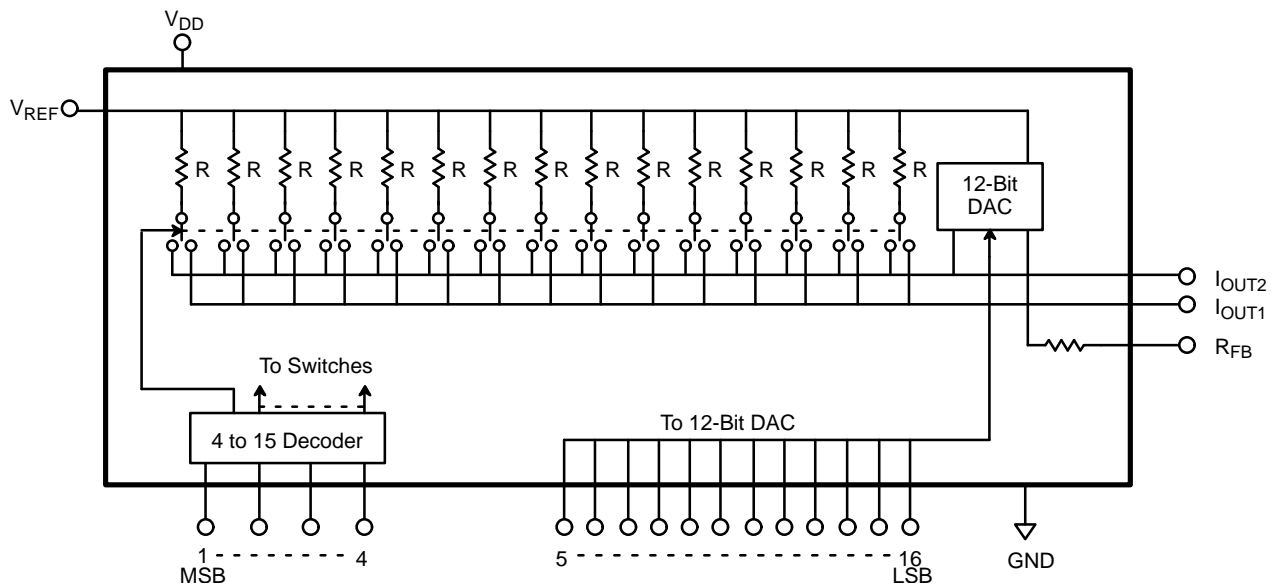 VDD
VREF
R R R R R R R R R R R R R R R
12-Bit
DAC
IOUT2
IOUT1
RFB
To Switches
4 to 15 Decoder
To 12-Bit DAC
1 4 5 16
MSB LSB
GND